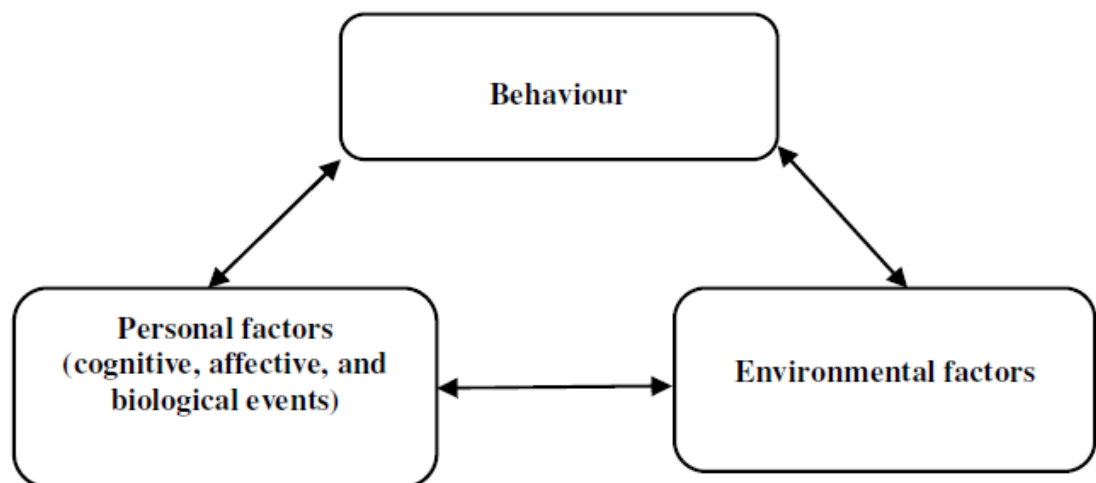 Behaviour
Personal factors
(cognitive, affective, and
biological events)
Environmental factors